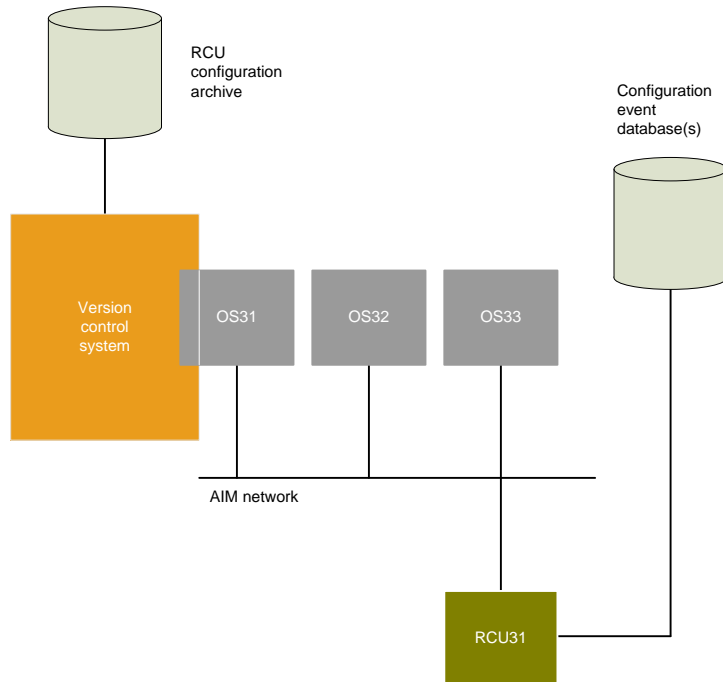 RCU
configuration
archive
Configuration
event
database(s)
Version
control
system
OS31
OS32
OS33
AIM network
RCU31